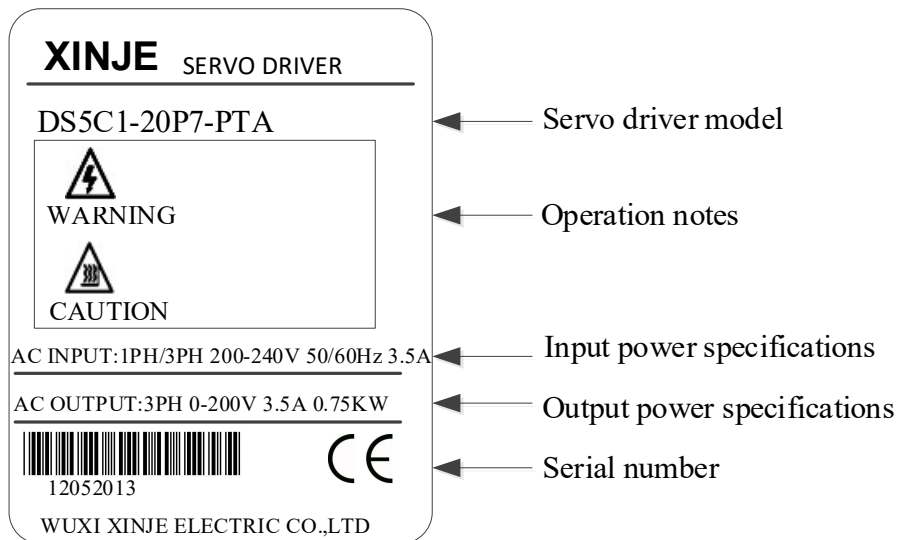 XINJE SERVO DRIVER
DS5C1-20P7-PTA
Servo driver model
WARNING
Operation notes
CAUTION
AC INPUT:1PH/3PH 200-240V 50/60Hz 3.5A
Input power specifications
AC OUTPUT:3PH 0-200V 3.5A 0.75KW
Output power specifications
CE
Serial number
12052013
WUXI XINJE ELECTRIC CO.,LTD